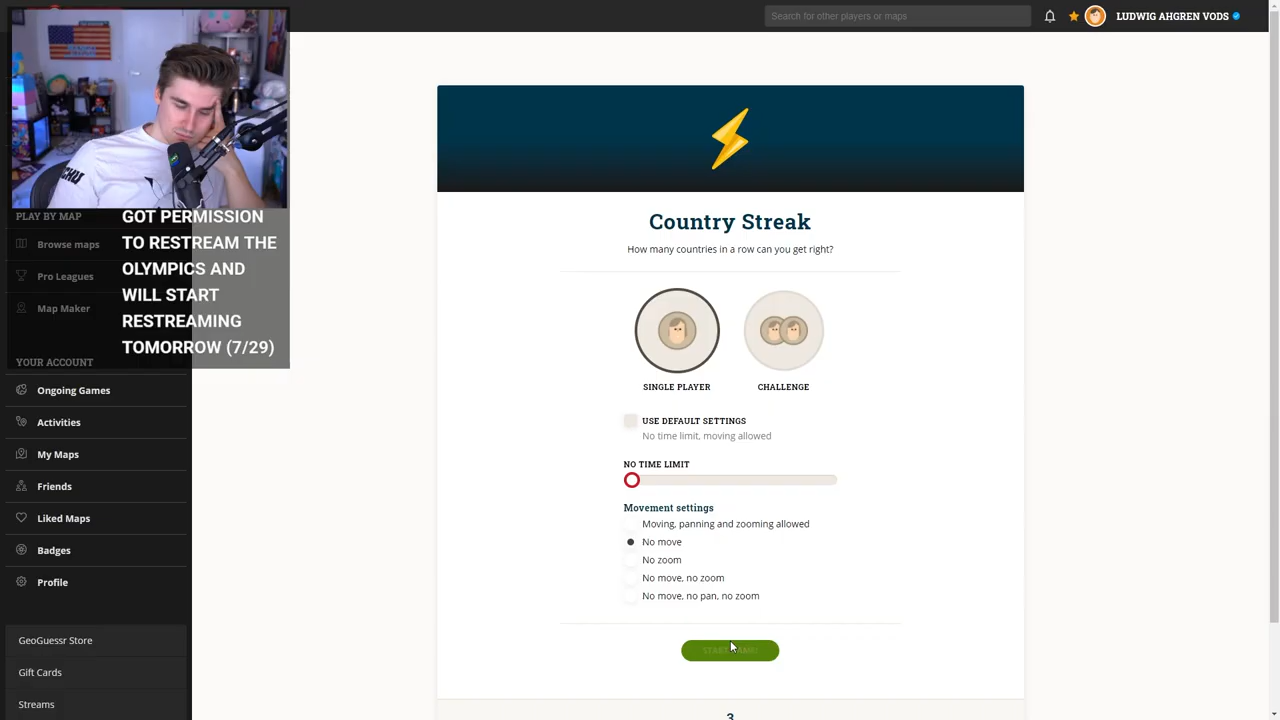 Search for other players or maps
LUDWIG AHGREN VODS
PLAY BY MAP
Browse maps
Pro Leagues
Map Maker
GOT PERMISSION
TO RESTREAM THE
OLYMPICS AND
WILL START
RESTREAMING
TOMORROW (7/29)
YOUR ACCOUNT
Ongoing Games
Activities
My Maps
Friends
Liked Maps
Badges
Profile
GeoGuessr Store
Gift Cards
Streams
Country Streak
How many countries in a row can you get right?
SINGLE PLAYER
CHALLENGE
USE DEFAULT SETTINGS
No time limit, moving allowed
NO TIME LIMIT
Movement settings
Moving, panning and zooming allowed
No move
No zoom
No move, no zoom
No move, no pan, no zoom
START GAME
3